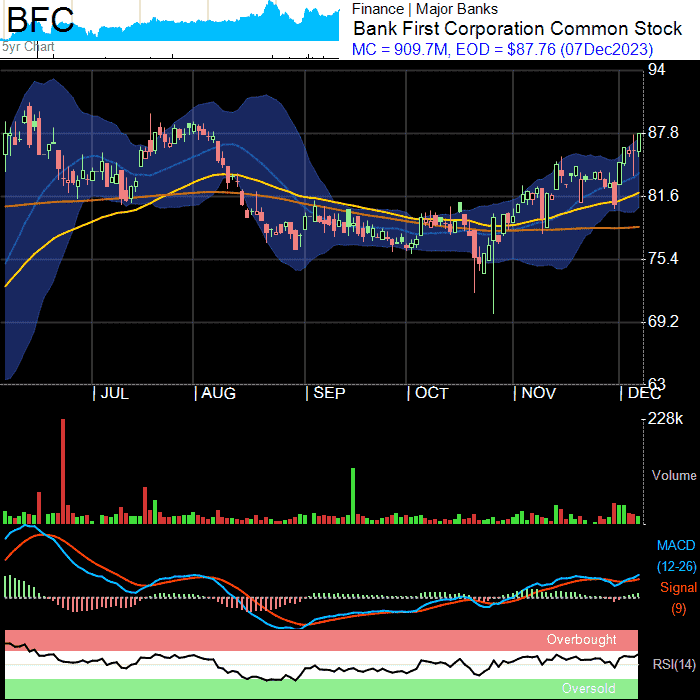 BFC
5yr Chart
Finance | Major Banks
Bank First Corporation Common Stock
MC = 909.7M, EOD = $87.76 (07Dec2023)
94
87.8
81.6
75.4
69.2
63
JUL AUG SEP OCT NOV DEC
228k
Volume
MACD
(12-26)
Signal
(9)
Overbought
RSI(14)
Oversold